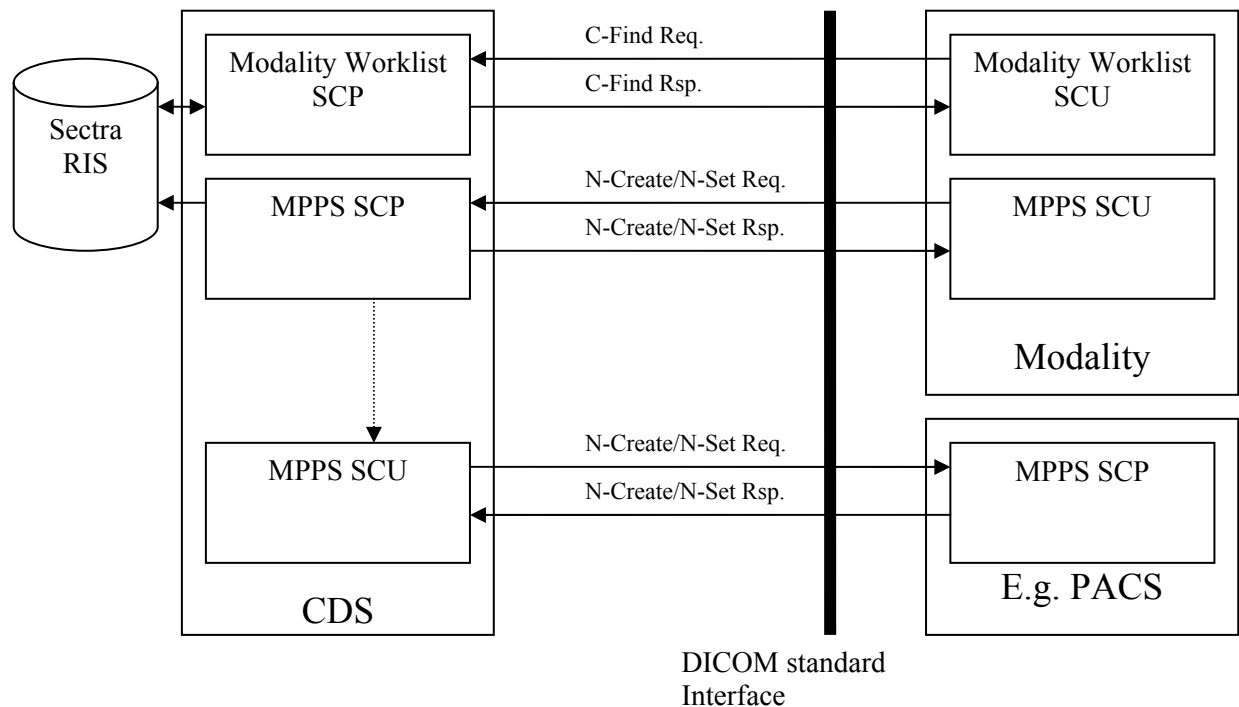 C-Find Req.
Modality Worklist
SCP
Modality Worklist
SCU
C-Find Rsp.
Sectra
RIS
N-Create/N-Set Req.
MPPS SCP
MPPS SCU
N-Create/N-Set Rsp.
Modality
N-Create/N-Set Req.
MPPS SCU
MPPS SCP
N-Create/N-Set Rsp.
E.g. PACS
CDS
DICOM standard
Interface